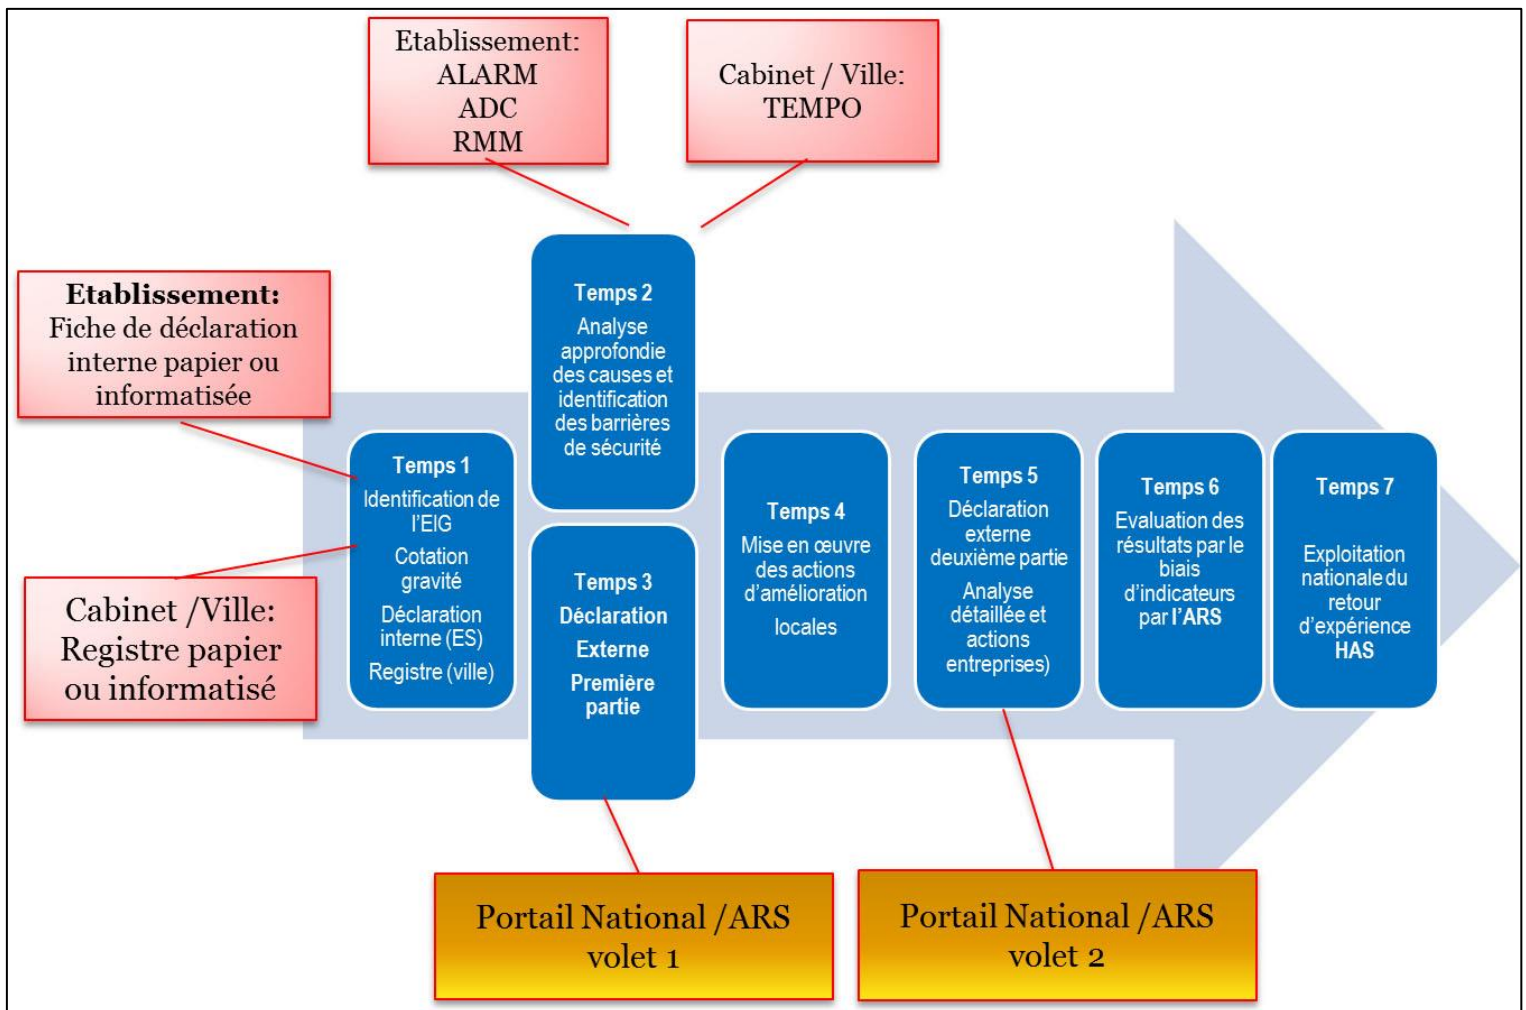 Etablissement:
ALARM
ADC
RMM
Cabinet / Ville:
TEMPO
Etablissement:
Fiche de déclaration
interne papier ou
informatisée
Cabinet /Ville:
Registre papier
ou informatisé
Temps 1
Identification de
l'EIG
Cotation
gravité
Déclaration
interne (ES)
Registre (ville)
Temps 2
Analyse
approfondie
des causes et
identification
des barrières
de sécurité
Temps 3
Déclaration
Externe
Première
partie
Temps 4
Mise en œuvre
des actions
d'amélioration
locales
Temps 5
Déclaration
externe
deuxième partie
Analyse
détaillée et
actions
entreprises)
Temps 6
Evaluation des
résultats par le
biais
d'indicateurs
par l'ARS
Temps 7
Exploitation
nationale du
retour
d'expérience
HAS
Portail National /ARS
volet 1
Portail National /ARS
volet 2